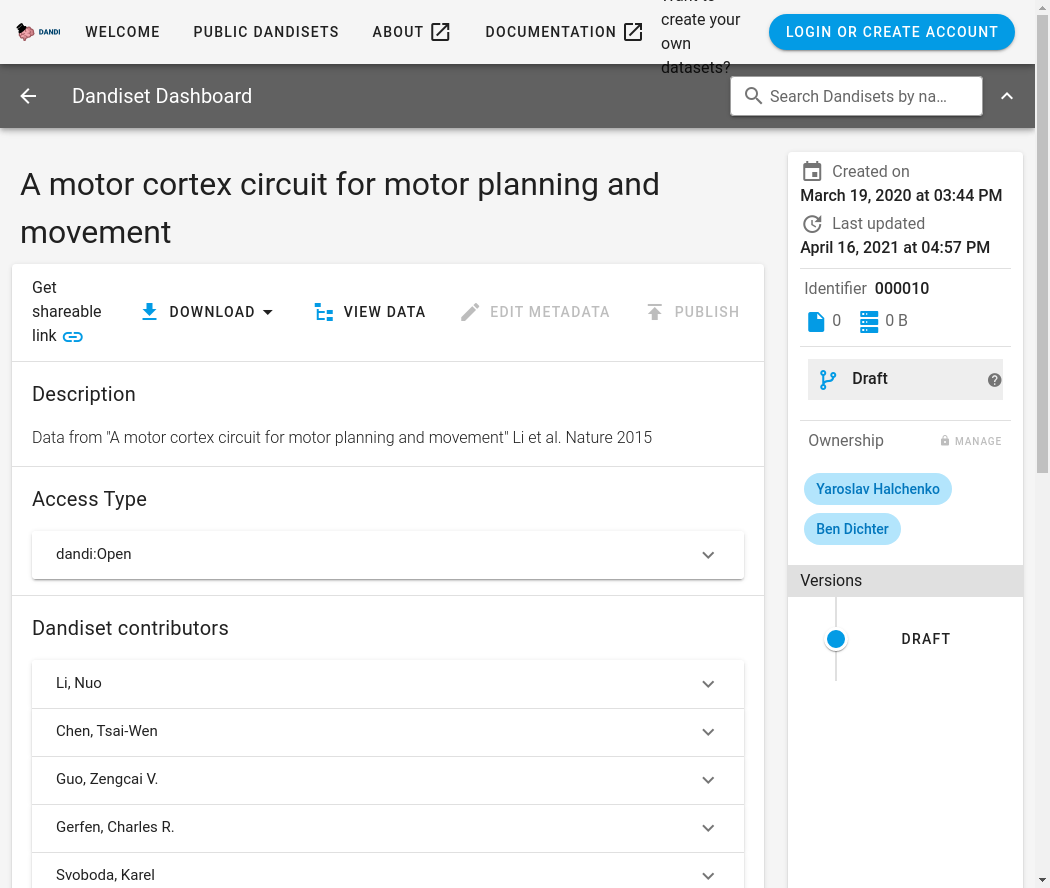 DANDI
WELCOME
PUBLIC DANDISETS
ABOUT
DOCUMENTATION
create your
own
datasets?
LOGIN OR CREATE ACCOUNT
Dandiset Dashboard
Search Dandisets by na…
A motor cortex circuit for motor planning and
movement
Get
shareable
link
DOWNLOAD
VIEW DATA
EDIT METADATA
PUBLISH
Description
Data from "A motor cortex circuit for motor planning and movement" Li et al. Nature 2015
Access Type
dandi:Open
Dandiset contributors
Li, Nuo
Chen, Tsai-Wen
Guo, Zengcai V.
Gerfen, Charles R.
Svoboda, Karel
Created on
March 19, 2020 at 03:44 PM
Last updated
April 16, 2021 at 04:57 PM
Identifier 000010
0
0 B
Draft
Ownership
MANAGE
Yaroslav Halchenko
Ben Dichter
Versions
DRAFT